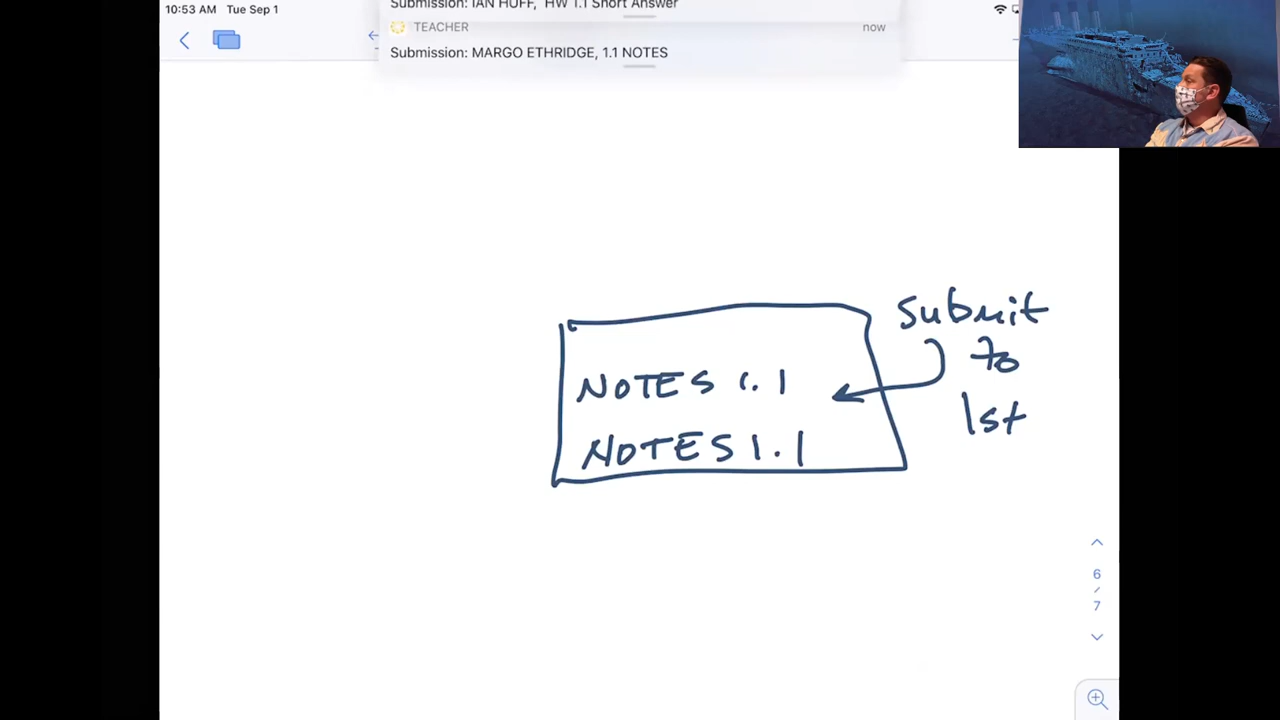 10:53 AM Tue Sep 1
Submission: IAN HUFF, HW 1.1 Short Answer
TEACHER now
Submission: MARGO ETHRIDGE, 1.1 NOTES
submit
to
1st
NOTES 1.1
NOTES 1.1
6
/
7